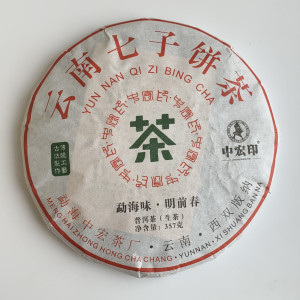 云南七子饼茶
YUN NAN QI ZI BING CHA
茶
中宏印
勐海味·明前春
普洱茶（生茶）
净含量：357克
勐海中宏茶厂·云南·西双版纳
MENG HAI ZHONG HONG CHA CHANG·YUNNAN·XI SHUANG BAN NA